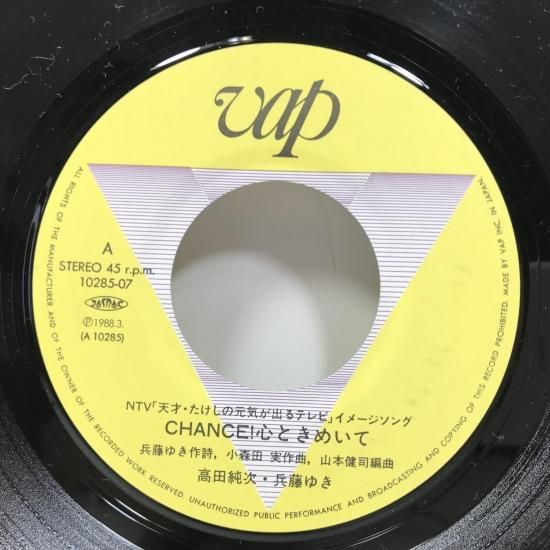 vap
A
STEREO 45 r.p.m.
10285-07
JASRAC
Ⓟ1988.3.
(A 10285)
NTV「天才・たけしの元気が出るテレビ」イメージソング
CHANCE!心ときめいて
兵藤ゆき作詩，小森田 実作曲，山本健司編曲
高田純次・兵藤ゆき
ALL RIGHTS OF THE MANUFACTURER AND OF THE OWNER OF THE RECORDED WORK RESERVED. UNAUTHORIZED PUBLIC PERFORMANCE AND BROADCASTING AND COPYING OF THIS RECORD PROHIBITED. MADE BY VAP INC. IN JAPAN.